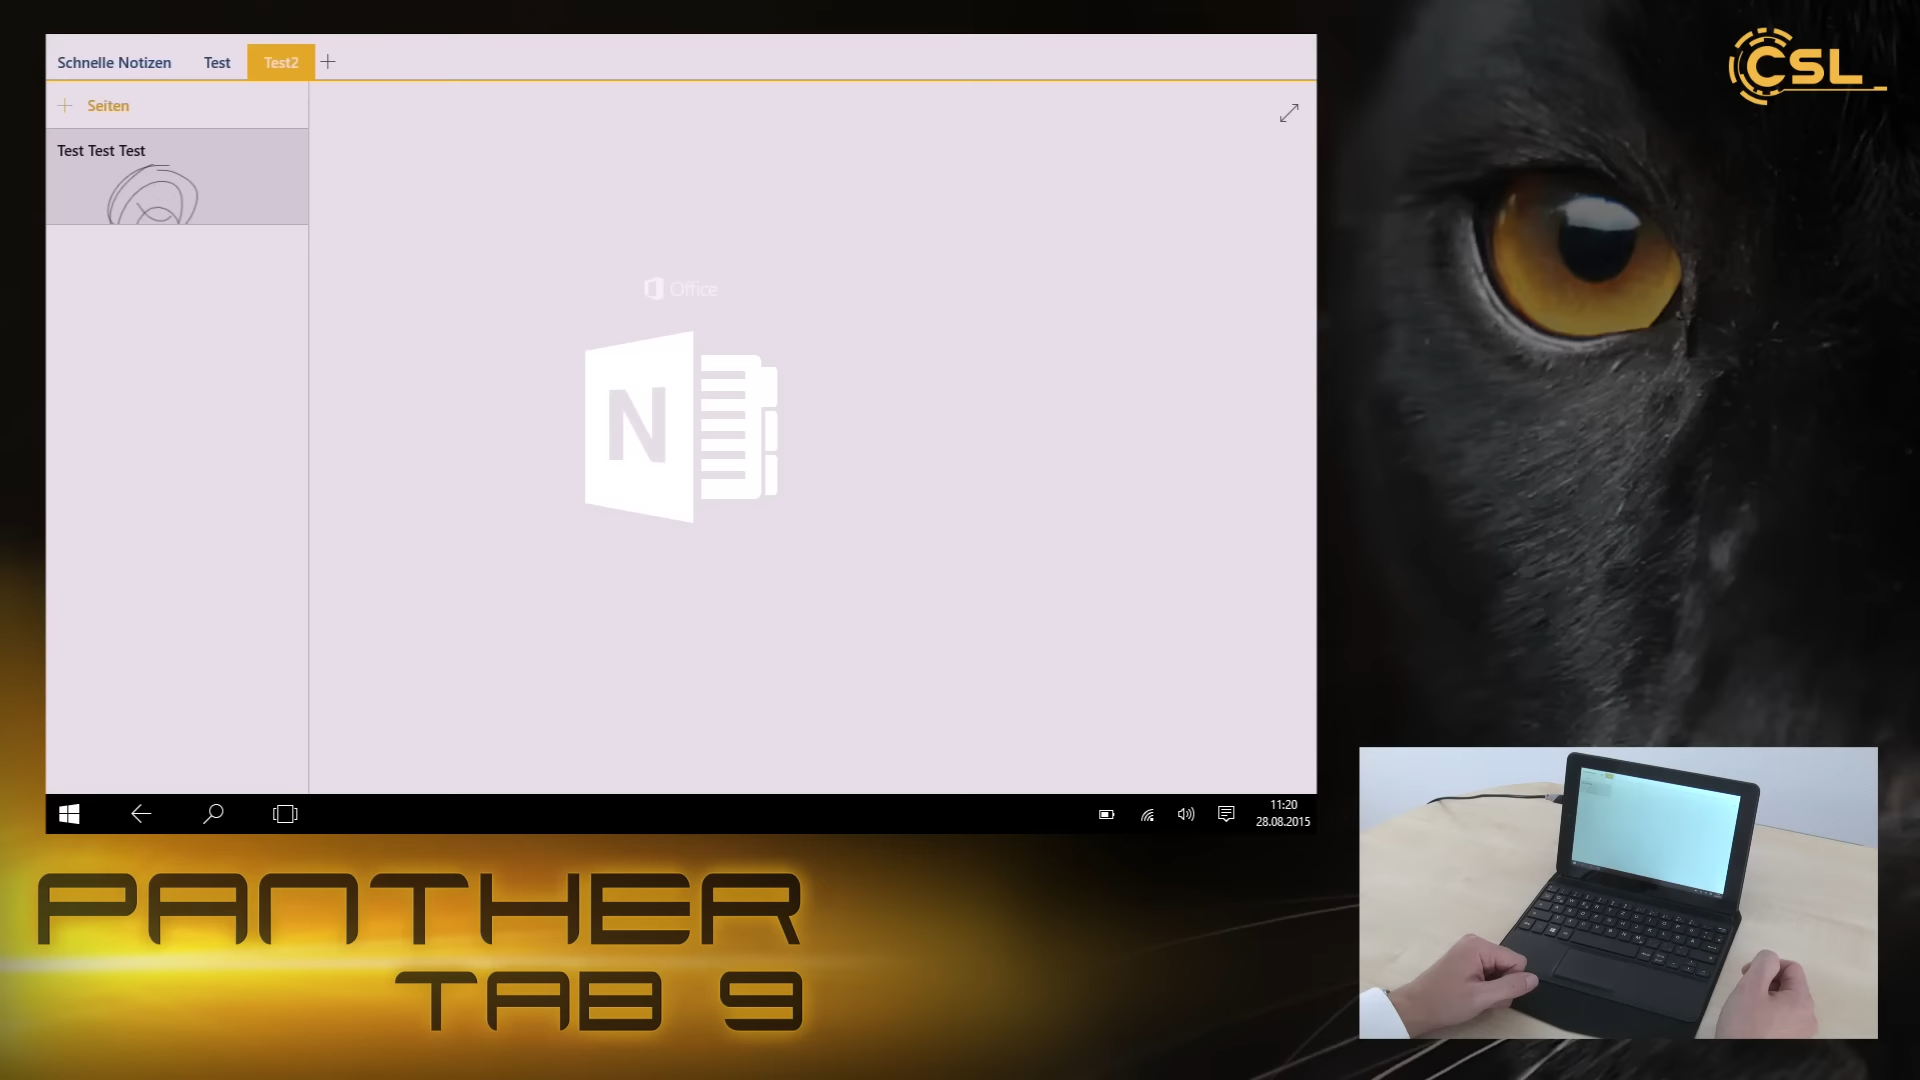 Schnelle Notizen Test Test2
Seiten
Test Test Test
Office
N
11:20
28.08.2015
CSL
PANTHER
TAB 9